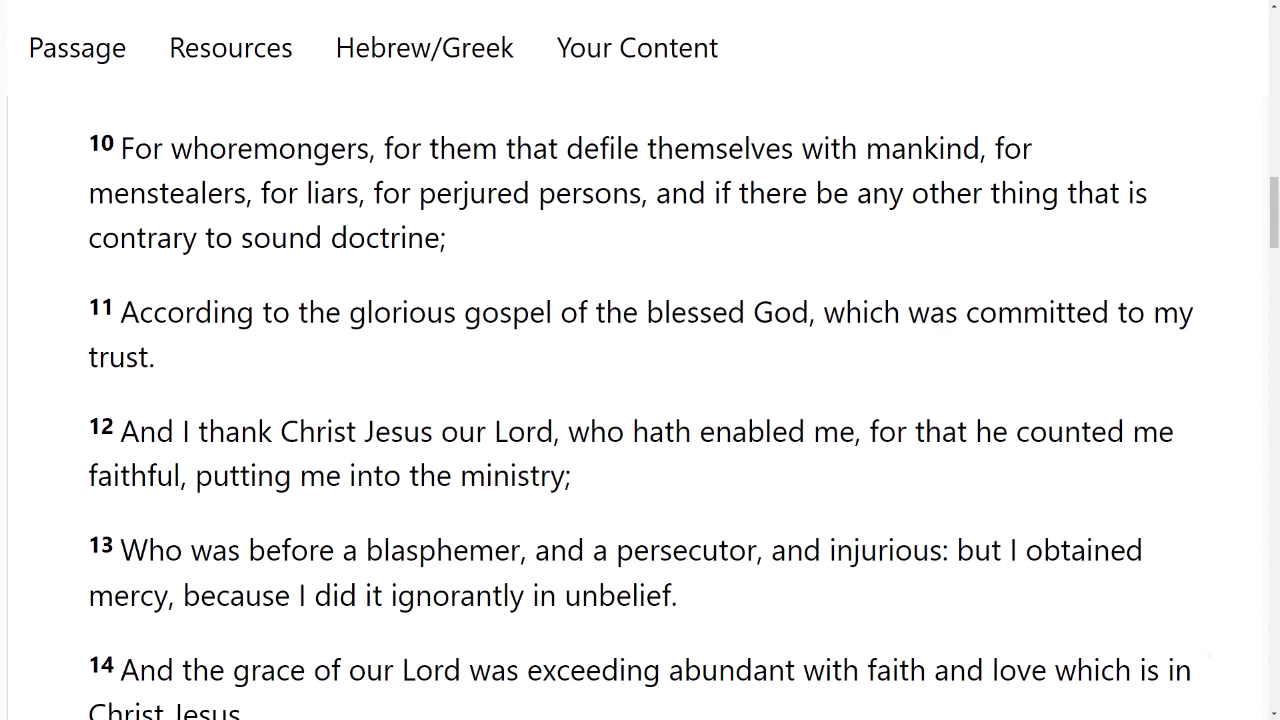 Passage Resources Hebrew/Greek Your Content
10 For whoremongers, for them that defile themselves with mankind, for
menstealers, for liars, for perjured persons, and if there be any other thing that is
contrary to sound doctrine;
11 According to the glorious gospel of the blessed God, which was committed to my
trust.
12 And I thank Christ Jesus our Lord, who hath enabled me, for that he counted me
faithful, putting me into the ministry;
13 Who was before a blasphemer, and a persecutor, and injurious: but I obtained
mercy, because I did it ignorantly in unbelief.
14 And the grace of our Lord was exceeding abundant with faith and love which is in
Christ Jesus.